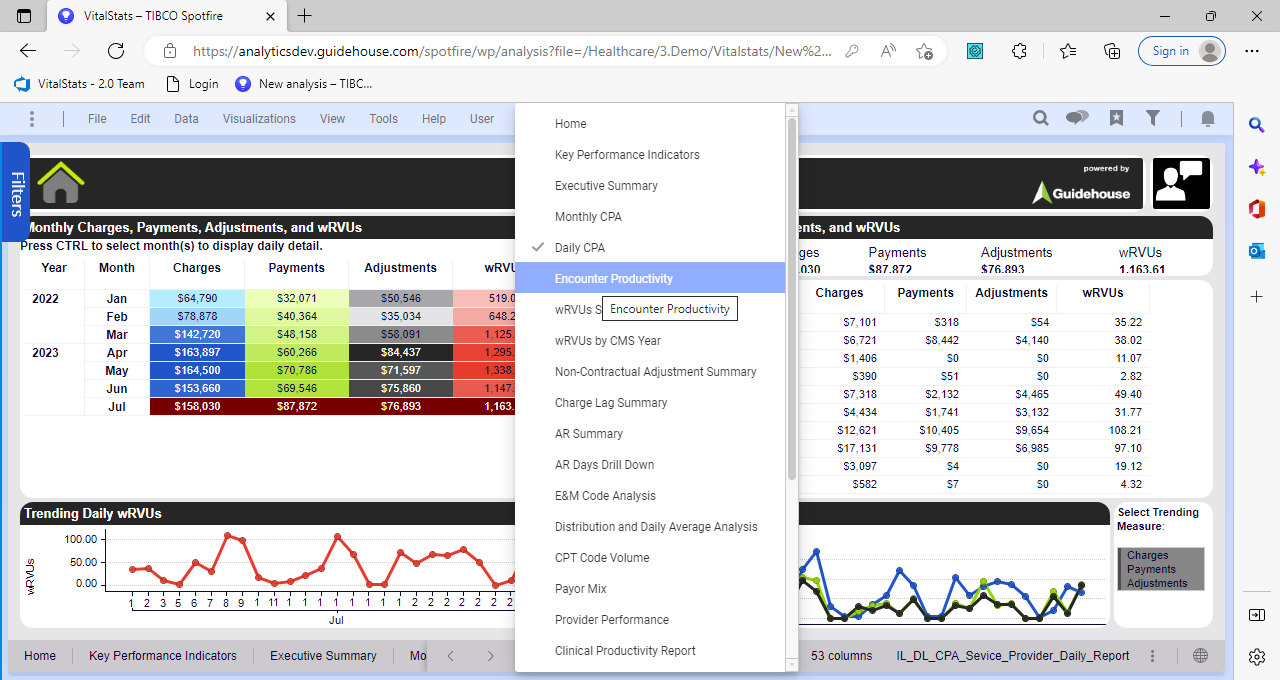 VitalStats – TIBCO Spotfire
https://analyticsdev.guidehouse.com/spotfire/wp/analysis?file=/Healthcare/3.Demo/Vitalstats/New%2...
Sign in
VitalStats - 2.0 Team
Login
New analysis – TIBC...
File Edit Data Visualizations View Tools Help User
Filters
powered by
Guidehouse
Monthly Charges, Payments, Adjustments, and wRVUs
Press CTRL to select month(s) to display daily detail.
Year Month Charges Payments Adjustments wRVU
2022 Jan $64,790 $32,071 $50,546 519.0
Feb $78,878 $40,364 $35,034 648.2
Mar $142,720 $48,158 $58,091 1,125.
2023 Apr $163,897 $60,266 $84,437 1,295.
May $164,500 $70,786 $71,597 1,338.
Jun $153,660 $69,546 $75,860 1,147.
Jul $158,030 $87,872 $76,893 1,163.
Home
Key Performance Indicators
Executive Summary
Monthly CPA
Daily CPA
Encounter Productivity
wRVUs S
Encounter Productivity
wRVUs by CMS Year
Non-Contractual Adjustment Summary
Charge Lag Summary
AR Summary
AR Days Drill Down
E&M Code Analysis
Distribution and Daily Average Analysis
CPT Code Volume
Payor Mix
Provider Performance
Clinical Productivity Report
ents, and wRVUs
ges Payments Adjustments wRVUs
,030 $87,872 $76,893 1,163.61
Charges Payments Adjustments wRVUs
$7,101 $318 $54 35.22
$6,721 $8,442 $4,140 38.02
$1,406 $0 $0 11.07
$390 $51 $0 2.82
$7,318 $2,132 $4,465 49.40
$4,434 $1,741 $3,132 31.77
$12,621 $10,405 $9,654 108.21
$17,131 $9,778 $6,985 97.10
$3,097 $4 $0 19.12
$582 $7 $0 4.32
Trending Daily wRVUs
wRVUs
100.00
50.00
0.00
1 2 3 5 6 7 8 9 1 11 1 1 1 1 1 1 1 1 2 2 2 2 2 2 2
Jul
Select Trending
Measure:
Charges
Payments
Adjustments
Home Key Performance Indicators Executive Summary Mo
53 columns IL_DL_CPA_Sevice_Provider_Daily_Report